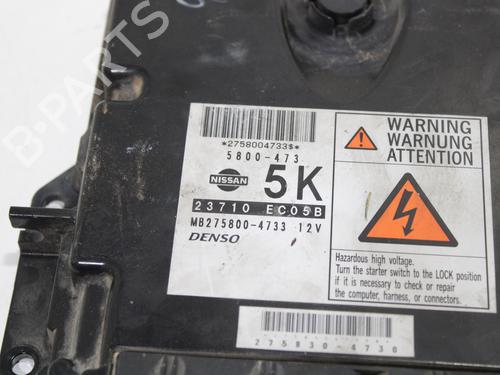 B-PARTS
*2758004733$*
5800-473
NISSAN
5K
23710 EC05B
MB275800-4733 12V
DENSO
WARNING
WARNUNG
ATTENTION
Hazardous high voltage.
Turn the starter switch to the LOCK position
if it is necessary to check or repair
the computer, harness, or connectors.
275830-4730